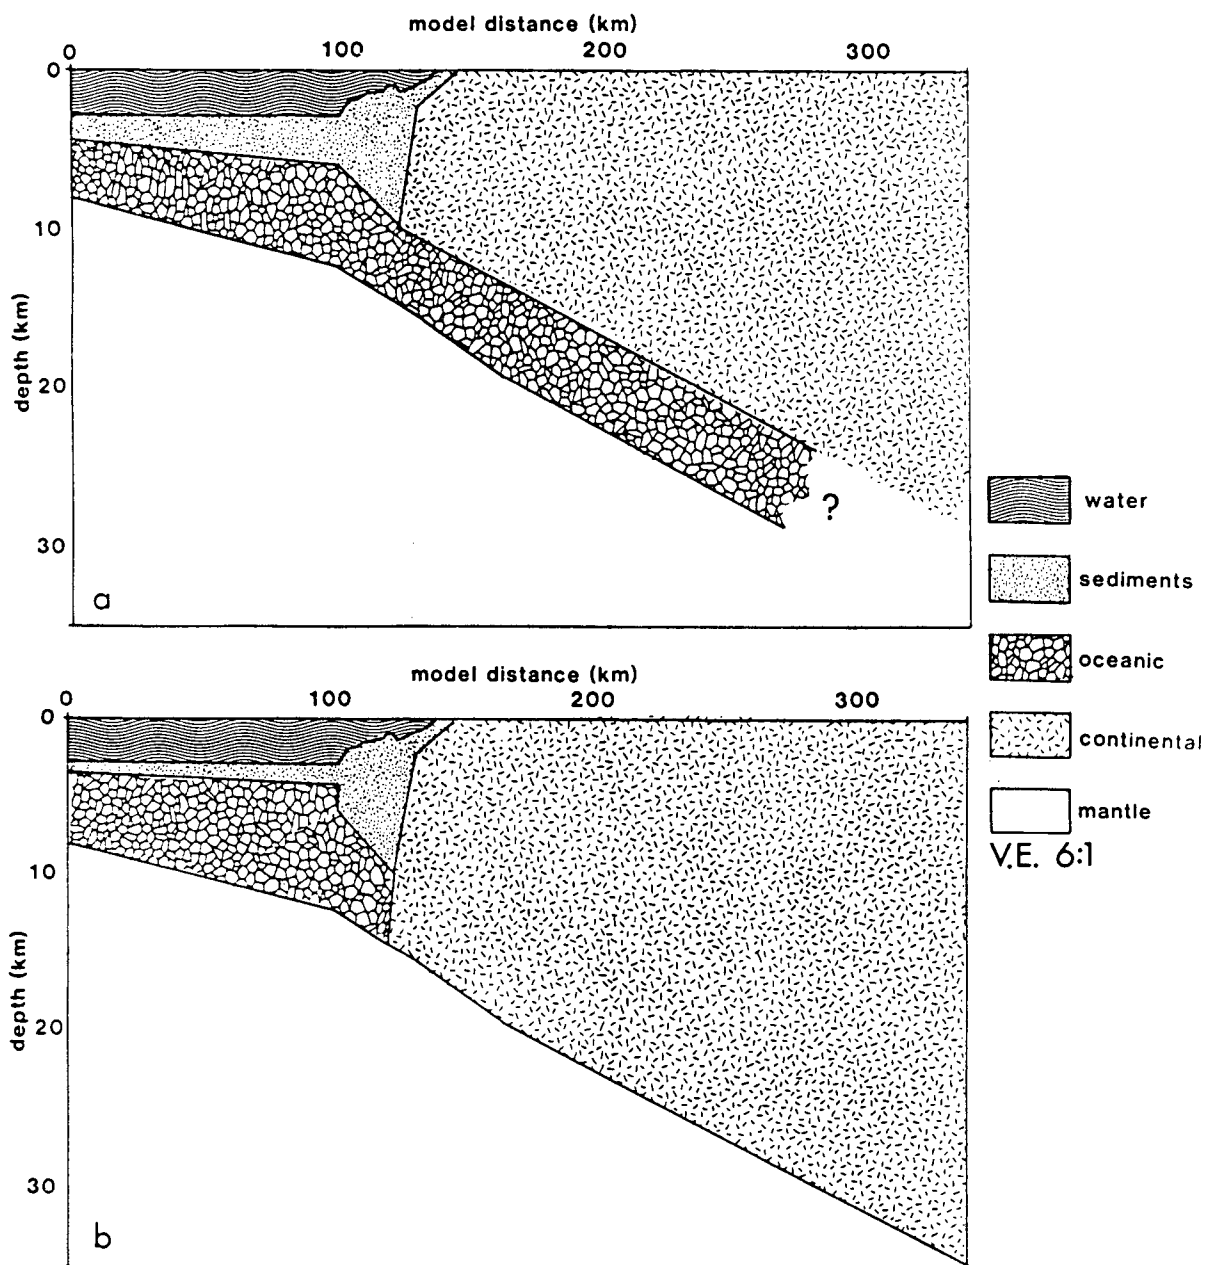 model distance (km)
0 100 200 300
0
10
20
30
depth (km)
?
a
water
sediments
oceanic
continental
mantle
V.E. 6:1
model distance (km)
0 100 200 300
0
10
20
30
depth (km)
b